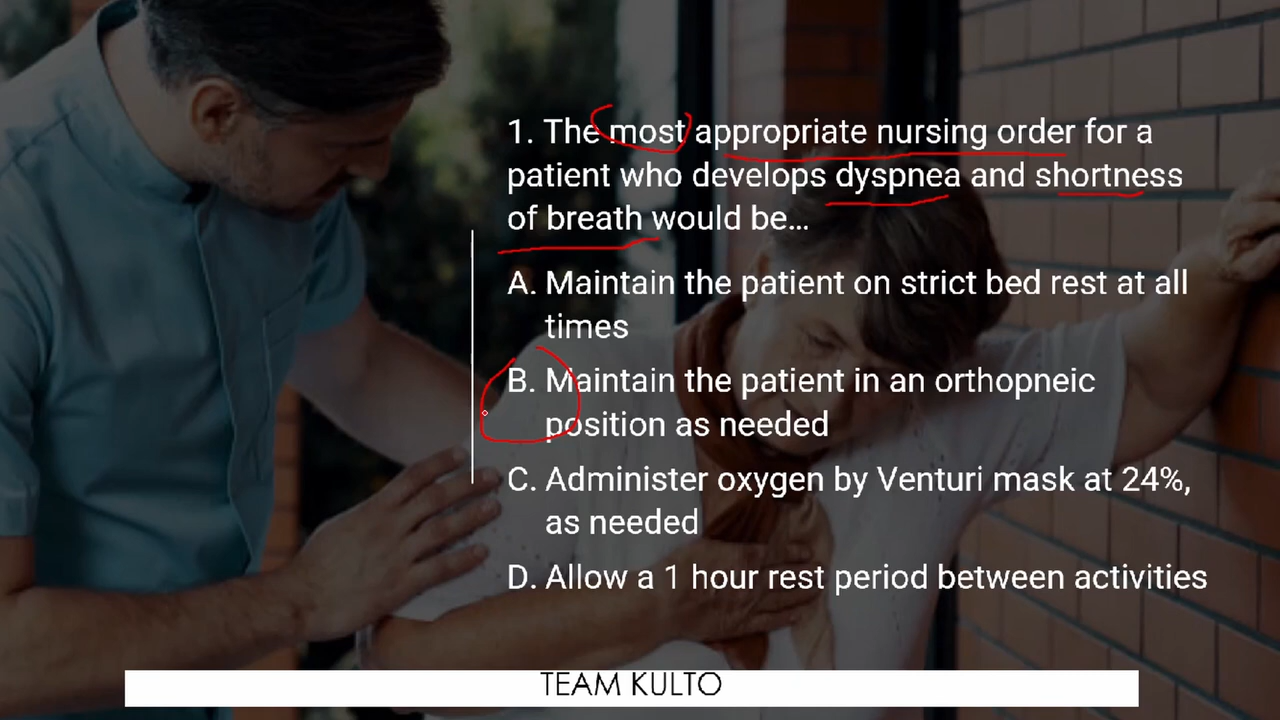 1. The most appropriate nursing order for a
patient who develops dyspnea and shortness
of breath would be...
A. Maintain the patient on strict bed rest at all
times
B. Maintain the patient in an orthopneic
position as needed
C. Administer oxygen by Venturi mask at 24%,
as needed
D. Allow a 1 hour rest period between activities
TEAM KULTO